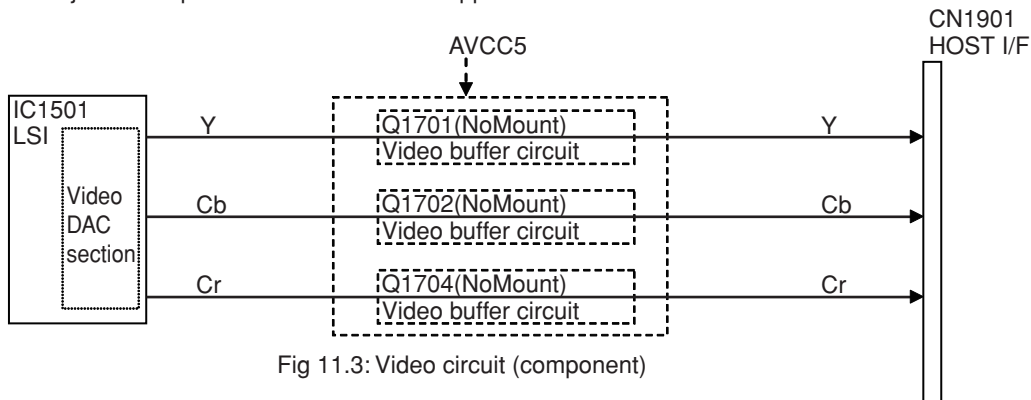 CN1901
HOST I/F
AVCC5
IC1501
LSI
Video
DAC
section
Y
Q1701(NoMount)
Video buffer circuit
Y
Cb
Q1702(NoMount)
Video buffer circuit
Cb
Cr
Q1704(NoMount)
Video buffer circuit
Cr
Fig 11.3: Video circuit (component)